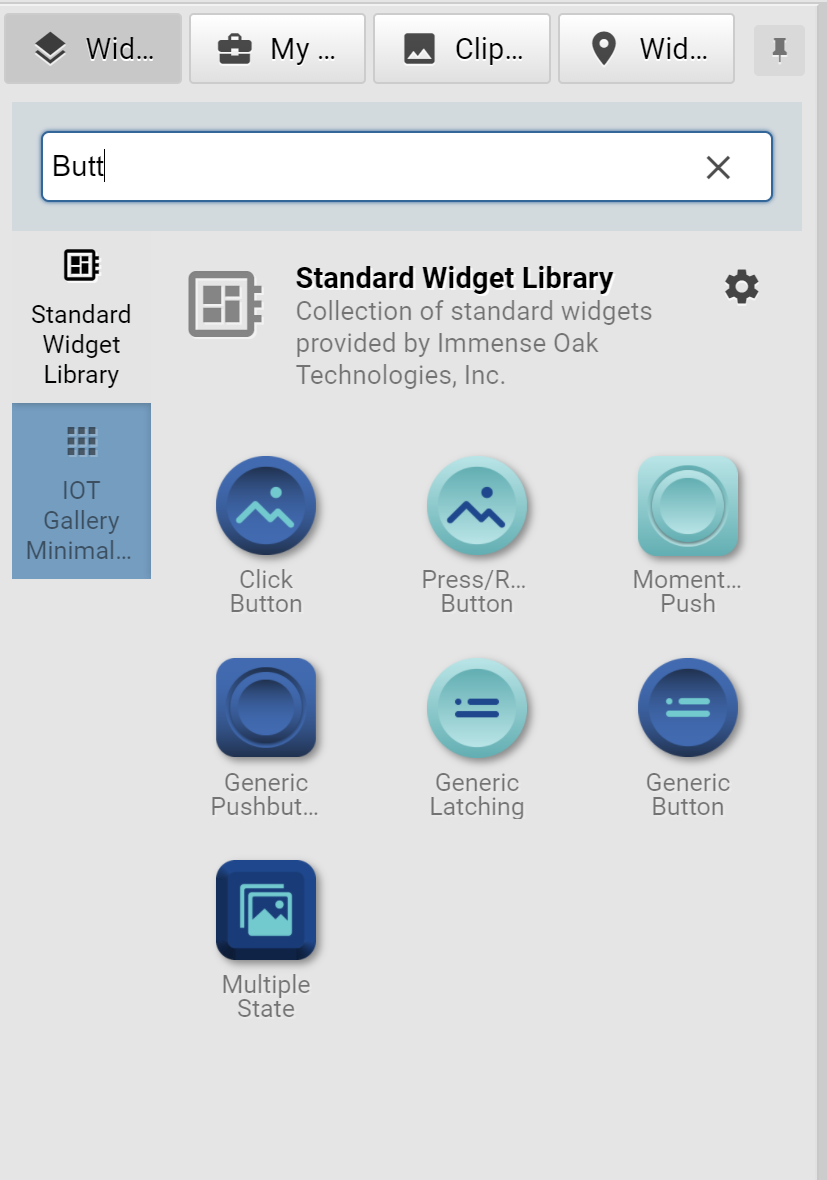 Wid...
My ...
Clip...
Wid...
Butt
Standard
Widget
Library
IOT
Gallery
Minimal...
Standard Widget Library
Collection of standard widgets
provided by Immense Oak
Technologies, Inc.
Click
Button
Press/R...
Button
Moment...
Push
Generic
Pushbut...
Generic
Latching
Generic
Button
Multiple
State